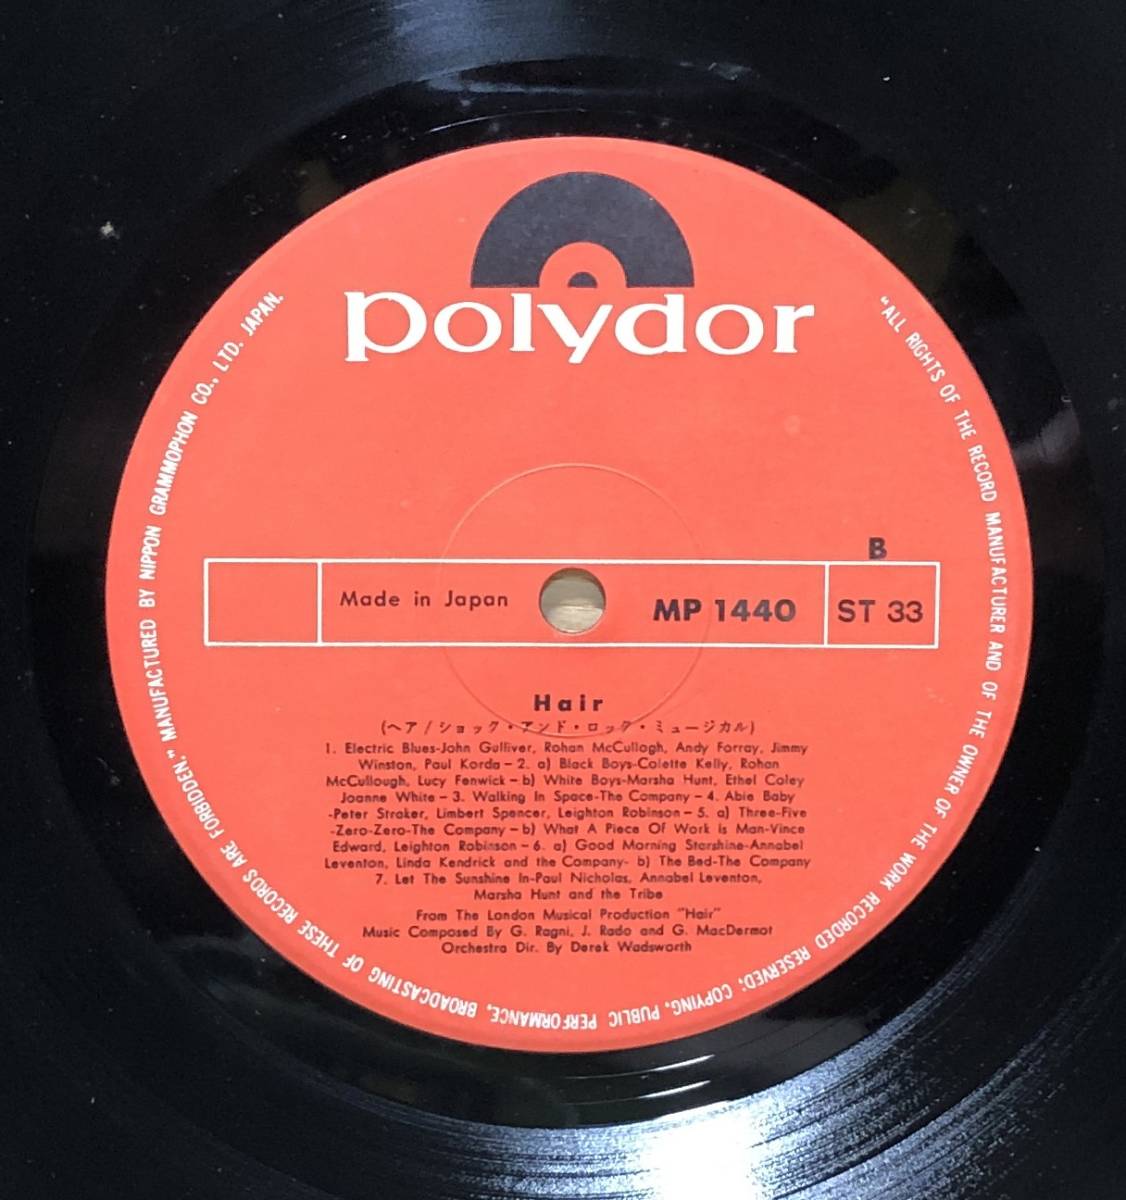 polydor
B
Made in Japan
MP 1440
ST 33
Hair
(ヘア/ショック・アンド・ロック・ミュージカル)
1. Electric Blues-John Gulliver, Rohan McCullogh, Andy Forray, Jimmy
Winston, Paul Korda – 2. a) Black Boys-Colette Kelly, Rohan
McCullough, Lucy Fenwick – b) White Boys-Marsha Hunt, Ethel Coley
Joanne White – 3. Walking In Space-The Company – 4. Abie Baby
-Peter Straker, Limbert Spencer, Leighton Robinson – 5. a) Three-Five
-Zero-Zero-The Company – b) What A Piece Of Work Is Man-Vince
Edward, Leighton Robinson – 6. a) Good Morning Starshine-Annabel
Leventon, Linda Kendrick and the Company- b) The Bed-The Company
7. Let The Sunshine In-Paul Nicholas, Annabel Leventon,
Marsha Hunt and the Tribe
From The London Musical Production "Hair"
Music Composed By G. Ragni, J. Rado and G. MacDermot
Orchestra Dir. By Derek Wadsworth
"ALL RIGHTS OF THE RECORD MANUFACTURER AND OF THE OWNER OF THE WORK RECORDED RESERVED; COPYING, PUBLIC PERFORMANCE, BROADCASTING OF THESE RECORDS ARE FORBIDDEN." MANUFACTURED BY NIPPON GRAMMOPHON CO., LTD. JAPAN.